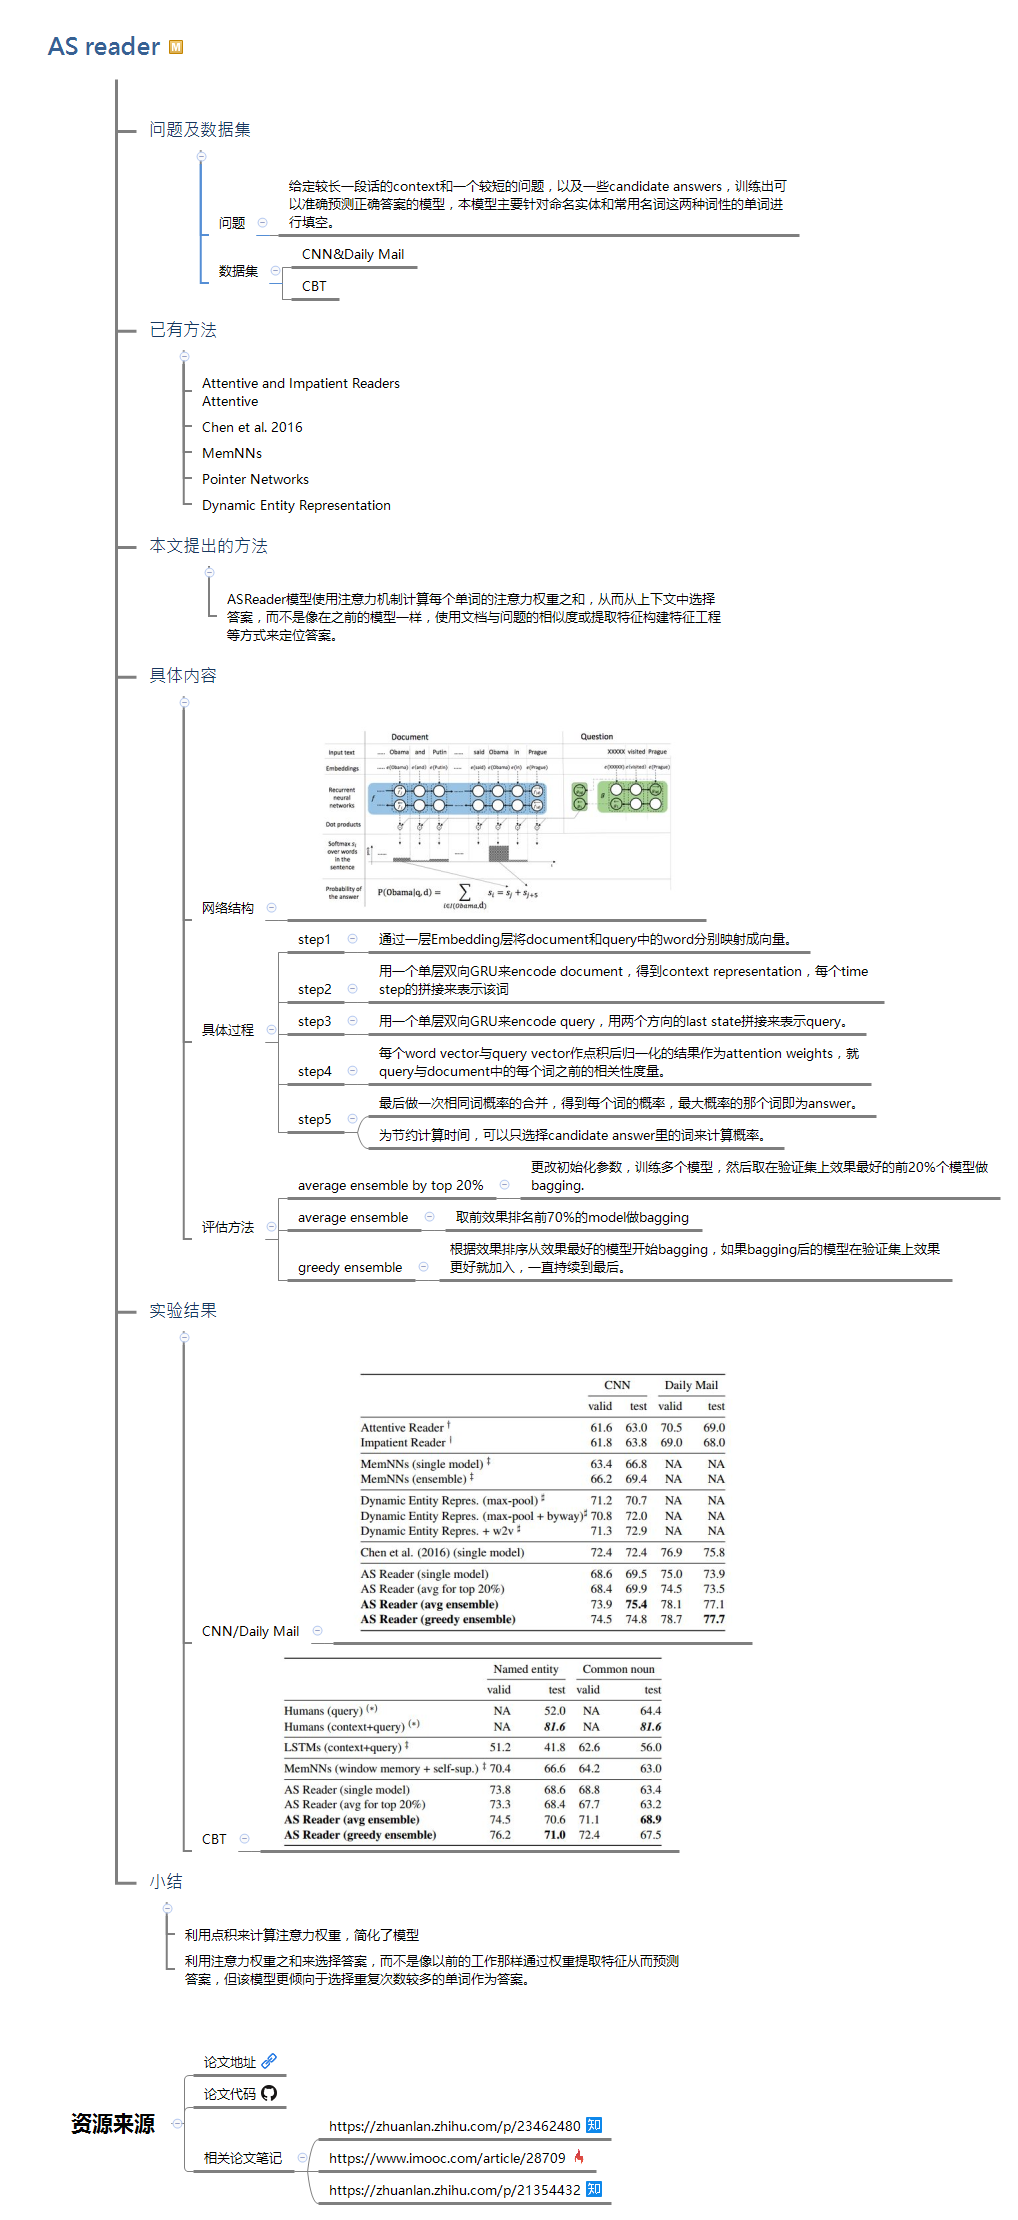 AS reader
问题及数据集
给定较长一段话的context和一个较短的问题，以及一些candidate answers，训练出可
以准确预测正确答案的模型，本模型主要针对命名实体和常用名词这两种词性的单词进
行填空。
问题
CNN&Daily Mail
数据集
CBT
已有方法
Attentive and Impatient Readers
Attentive
Chen et al. 2016
MemNNs
Pointer Networks
Dynamic Entity Representation
本文提出的方法
ASReader模型使用注意力机制计算每个单词的注意力权重之和，从而从上下文中选择
答案，而不是像在之前的模型一样，使用文档与问题的相似度或提取特征构建特征工程
等方式来定位答案。
具体内容
Document Question
Input text ..... Obama and Putin ..... said Obama in Prague XXXXX visited Prague
Embeddings ..... e(Obama) e(and) e(Putin) ..... e(said) e(Obama) e(in) e(Prague) e(XXXXX) e(visited) e(Prague)
Recurrent
neural
networks
f g
Dot products
Softmax si
over words
in the
sentence
Probability of
the answer
P(Obama|q, d) = ∑ i∈I(Obama,d) si = sj + sj+5
网络结构
step1 通过一层Embedding层将document和query中的word分别映射成向量。
用一个单层双向GRU来encode document，得到context representation，每个time
step2 step的拼接来表示该词
step3 用一个单层双向GRU来encode query，用两个方向的last state拼接来表示query。
具体过程
每个word vector与query vector作点积后归一化的结果作为attention weights，就
step4 query与document中的每个词之前的相关性度量。
最后做一次相同词概率的合并，得到每个词的概率，最大概率的那个词即为answer。
step5
为节约计算时间，可以只选择candidate answer里的词来计算概率。
更改初始化参数，训练多个模型，然后取在验证集上效果最好的前20%个模型做
average ensemble by top 20% bagging.
average ensemble 取前效果排名前70%的model做bagging
评估方法
根据效果排序从效果最好的模型开始bagging，如果bagging后的模型在验证集上效果
greedy ensemble 更好就加入，一直持续到最后。
实验结果
CNN Daily Mail
valid test valid test
Attentive Reader † 61.6 63.0 70.5 69.0
Impatient Reader † 61.8 63.8 69.0 68.0
MemNNs (single model) ‡ 63.4 66.8 NA NA
MemNNs (ensemble) ‡ 66.2 69.4 NA NA
Dynamic Entity Repres. (max-pool) ♯ 71.2 70.7 NA NA
Dynamic Entity Repres. (max-pool + byway)♯ 70.8 72.0 NA NA
Dynamic Entity Repres. + w2v ♯ 71.3 72.9 NA NA
Chen et al. (2016) (single model) 72.4 72.4 76.9 75.8
AS Reader (single model) 68.6 69.5 75.0 73.9
AS Reader (avg for top 20%) 68.4 69.9 74.5 73.5
AS Reader (avg ensemble) 73.9 75.4 78.1 77.1
AS Reader (greedy ensemble) 74.5 74.8 78.7 77.7
CNN/Daily Mail
Named entity Common noun
valid test valid test
Humans (query) (*) NA 52.0 NA 64.4
Humans (context+query) (*) NA 81.6 NA 81.6
LSTMs (context+query) ‡ 51.2 41.8 62.6 56.0
MemNNs (window memory + self-sup.) ‡ 70.4 66.6 64.2 63.0
AS Reader (single model) 73.8 68.6 68.8 63.4
AS Reader (avg for top 20%) 73.3 68.4 67.7 63.2
AS Reader (avg ensemble) 74.5 70.6 71.1 68.9
AS Reader (greedy ensemble) 76.2 71.0 72.4 67.5
CBT
小结
利用点积来计算注意力权重，简化了模型
利用注意力权重之和来选择答案，而不是像以前的工作那样通过权重提取特征从而预测
答案，但该模型更倾向于选择重复次数较多的单词作为答案。
论文地址
论文代码
资源来源
https://zhuanlan.zhihu.com/p/23462480 知
相关论文笔记 https://www.imooc.com/article/28709
https://zhuanlan.zhihu.com/p/21354432 知